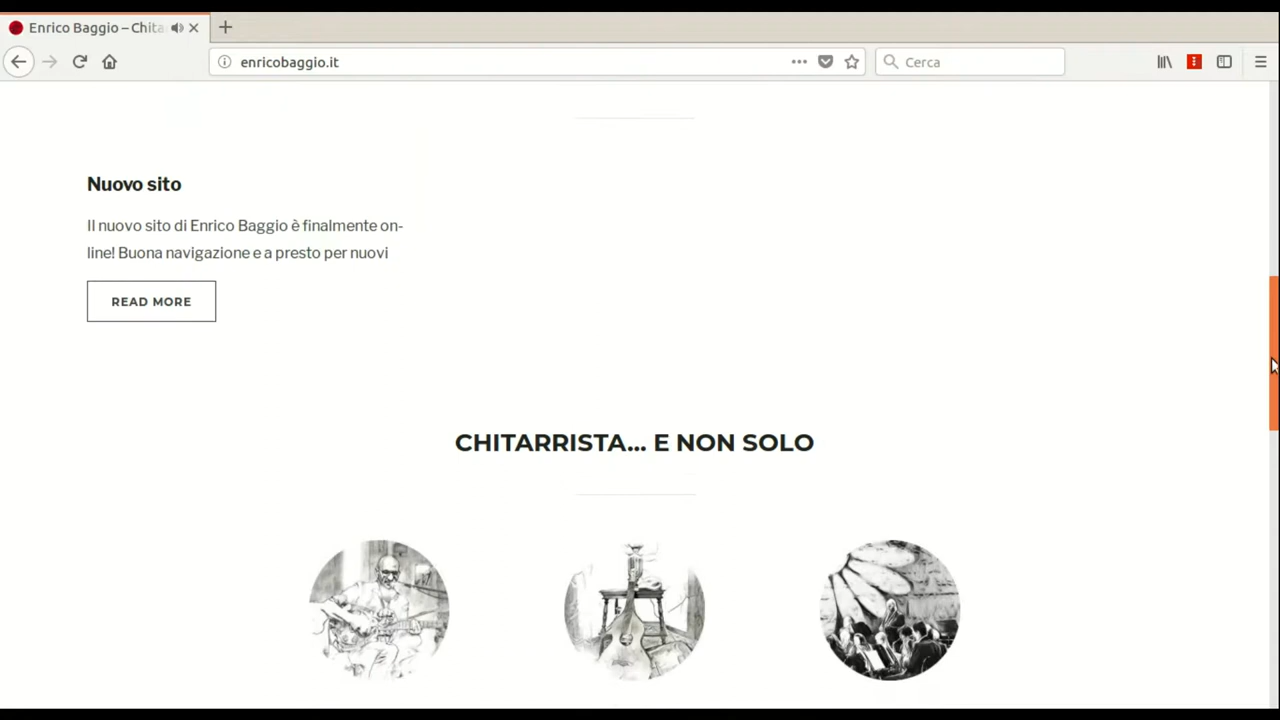 Enrico Baggio – Chita
enricobaggio.it
Cerca
Nuovo sito
Il nuovo sito di Enrico Baggio è finalmente on-
line! Buona navigazione e a presto per nuovi
READ MORE
CHITARRISTA... E NON SOLO